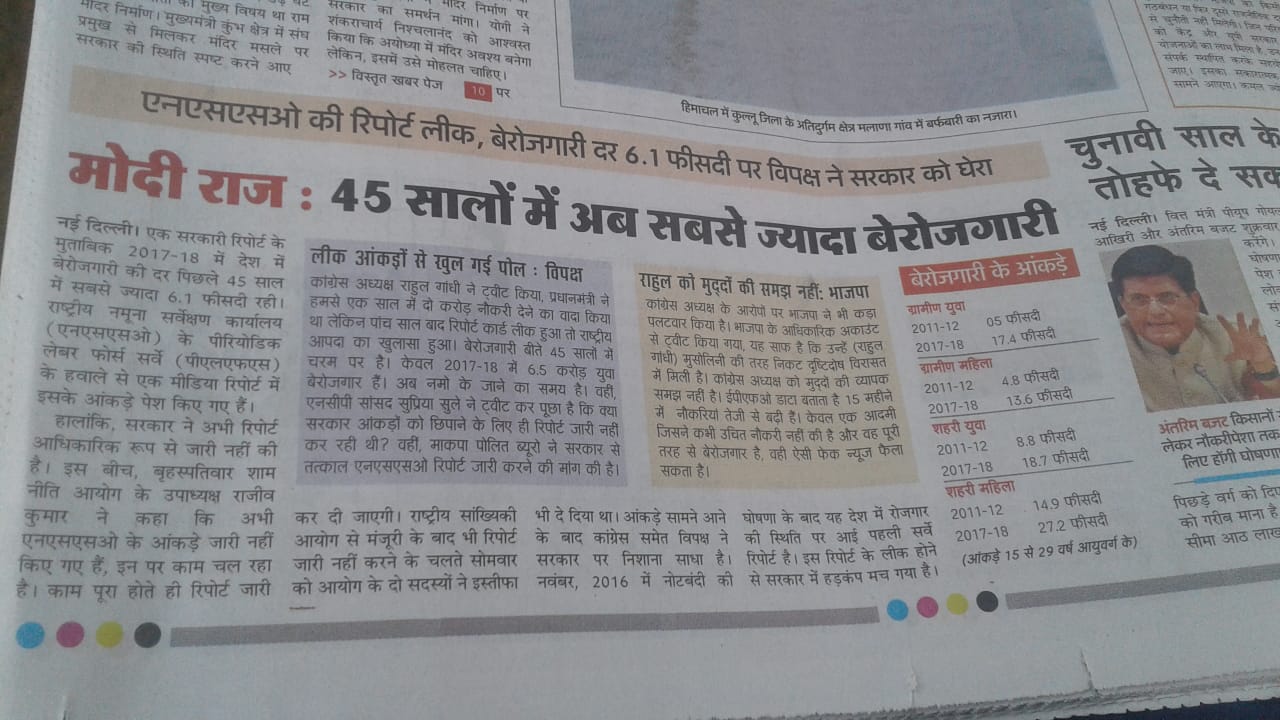 मंदिर निर्माण। मुख्यमंत्री कुंभ क्षेत्र में संघ
प्रमुख से मिलकर मंदिर मसले पर
सरकार की स्थिति स्पष्ट करने आए
सरकार का समर्थन मांगा। योगी ने
शंकराचार्य निश्चलानंद को आश्वस्त
किया कि अयोध्या में मंदिर अवश्य बनेगा
लेकिन, इसमें उसे मोहलत चाहिए।
>> विस्तृत खबर पेज 10 पर
हिमाचल में कुल्लू जिला के अतिदुर्गम क्षेत्र मलाणा गांव में बर्फबारी का नजारा।
एनएसएसओ की रिपोर्ट लीक, बेरोजगारी दर 6.1 फीसदी पर विपक्ष ने सरकार को घेरा
मोदी राज : 45 सालों में अब सबसे ज्यादा बेरोजगारी
नई दिल्ली। एक सरकारी रिपोर्ट के
मुताबिक 2017-18 में देश में
बेरोजगारी की दर पिछले 45 साल
में सबसे ज्यादा 6.1 फीसदी रही।
राष्ट्रीय नमूना सर्वेक्षण कार्यालय
(एनएसएसओ) के पीरियोडिक
लेबर फोर्स सर्वे (पीएलएफएस)
के हवाले से एक मीडिया रिपोर्ट में
इसके आंकड़े पेश किए गए हैं।
हालांकि, सरकार ने अभी रिपोर्ट
आधिकारिक रूप से जारी नहीं की
है। इस बीच, बृहस्पतिवार शाम
नीति आयोग के उपाध्यक्ष राजीव
कुमार ने कहा कि अभी
एनएसएसओ के आंकड़े जारी नहीं
किए गए हैं, इन पर काम चल रहा
है। काम पूरा होते ही रिपोर्ट जारी
लीक आंकड़ों से खुल गई पोल : विपक्ष
कांग्रेस अध्यक्ष राहुल गांधी ने ट्वीट किया, प्रधानमंत्री ने
हमसे एक साल में दो करोड़ नौकरी देने का वादा किया
था लेकिन पांच साल बाद रिपोर्ट कार्ड लीक हुआ तो राष्ट्रीय
आपदा का खुलासा हुआ। बेरोजगारी बीते 45 सालों में
चरम पर है। केवल 2017-18 में 6.5 करोड़ युवा
बेरोजगार हैं। अब नमो के जाने का समय है। वहीं,
एनसीपी सांसद सुप्रिया सुले ने ट्वीट कर पूछा है कि क्या
सरकार आंकड़ों को छिपाने के लिए ही रिपोर्ट जारी नहीं
कर रही थी? वहीं, माकपा पोलित ब्यूरो ने सरकार से
तत्काल एनएसएसओ रिपोर्ट जारी करने की मांग की है।
राहुल को मुद्दों की समझ नहीं: भाजपा
कांग्रेस अध्यक्ष के आरोपों पर भाजपा ने भी कड़ा
पलटवार किया है। भाजपा के आधिकारिक अकाउंट
से ट्वीट किया गया, यह साफ है कि उन्हें (राहुल
गांधी) मुसोलिनी की तरह निकट दृष्टिदोष विरासत
में मिली है। कांग्रेस अध्यक्ष को मुद्दों की व्यापक
समझ नहीं है। ईपीएफओ डाटा बताता है 15 महीने
में नौकरियां तेजी से बढ़ी हैं। केवल एक आदमी
जिसने कभी उचित नौकरी नहीं की है और वह पूरी
तरह से बेरोजगार है, वही ऐसी फेक न्यूज फैला
सकता है।
कर दी जाएगी। राष्ट्रीय सांख्यिकी
आयोग से मंजूरी के बाद भी रिपोर्ट
जारी नहीं करने के चलते सोमवार
को आयोग के दो सदस्यों ने इस्तीफा
भी दे दिया था। आंकड़े सामने आने
के बाद कांग्रेस समेत विपक्ष ने
सरकार पर निशाना साधा है।
नवंबर, 2016 में नोटबंदी की
घोषणा के बाद यह देश में रोजगार
की स्थिति पर आई पहली सर्वे
रिपोर्ट है। इस रिपोर्ट के लीक होने
से सरकार में हड़कंप मच गया है।
बेरोजगारी के आंकड़े
ग्रामीण युवा
2011-12 05 फीसदी
2017-18 17.4 फीसदी
ग्रामीण महिला
2011-12 4.8 फीसदी
2017-18 13.6 फीसदी
शहरी युवा
2011-12 8.8 फीसदी
2017-18 18.7 फीसदी
शहरी महिला
2011-12 14.9 फीसदी
2017-18 27.2 फीसदी
(आंकड़े 15 से 29 वर्ष आयुवर्ग के)
चुनावी साल के
तोहफे दे सक
नई दिल्ली। वित्त मंत्री पीयूष गोयल
आखिरी और अंतरिम बजट शुक्रवार
करेंगे।
घोषणा
अंतरिम बजट किसानों
लेकर नौकरीपेशा तक
लिए होंगी घोषणा
पिछड़े वर्ग को दिए
को गरीब माना है
सीमा आठ लाख